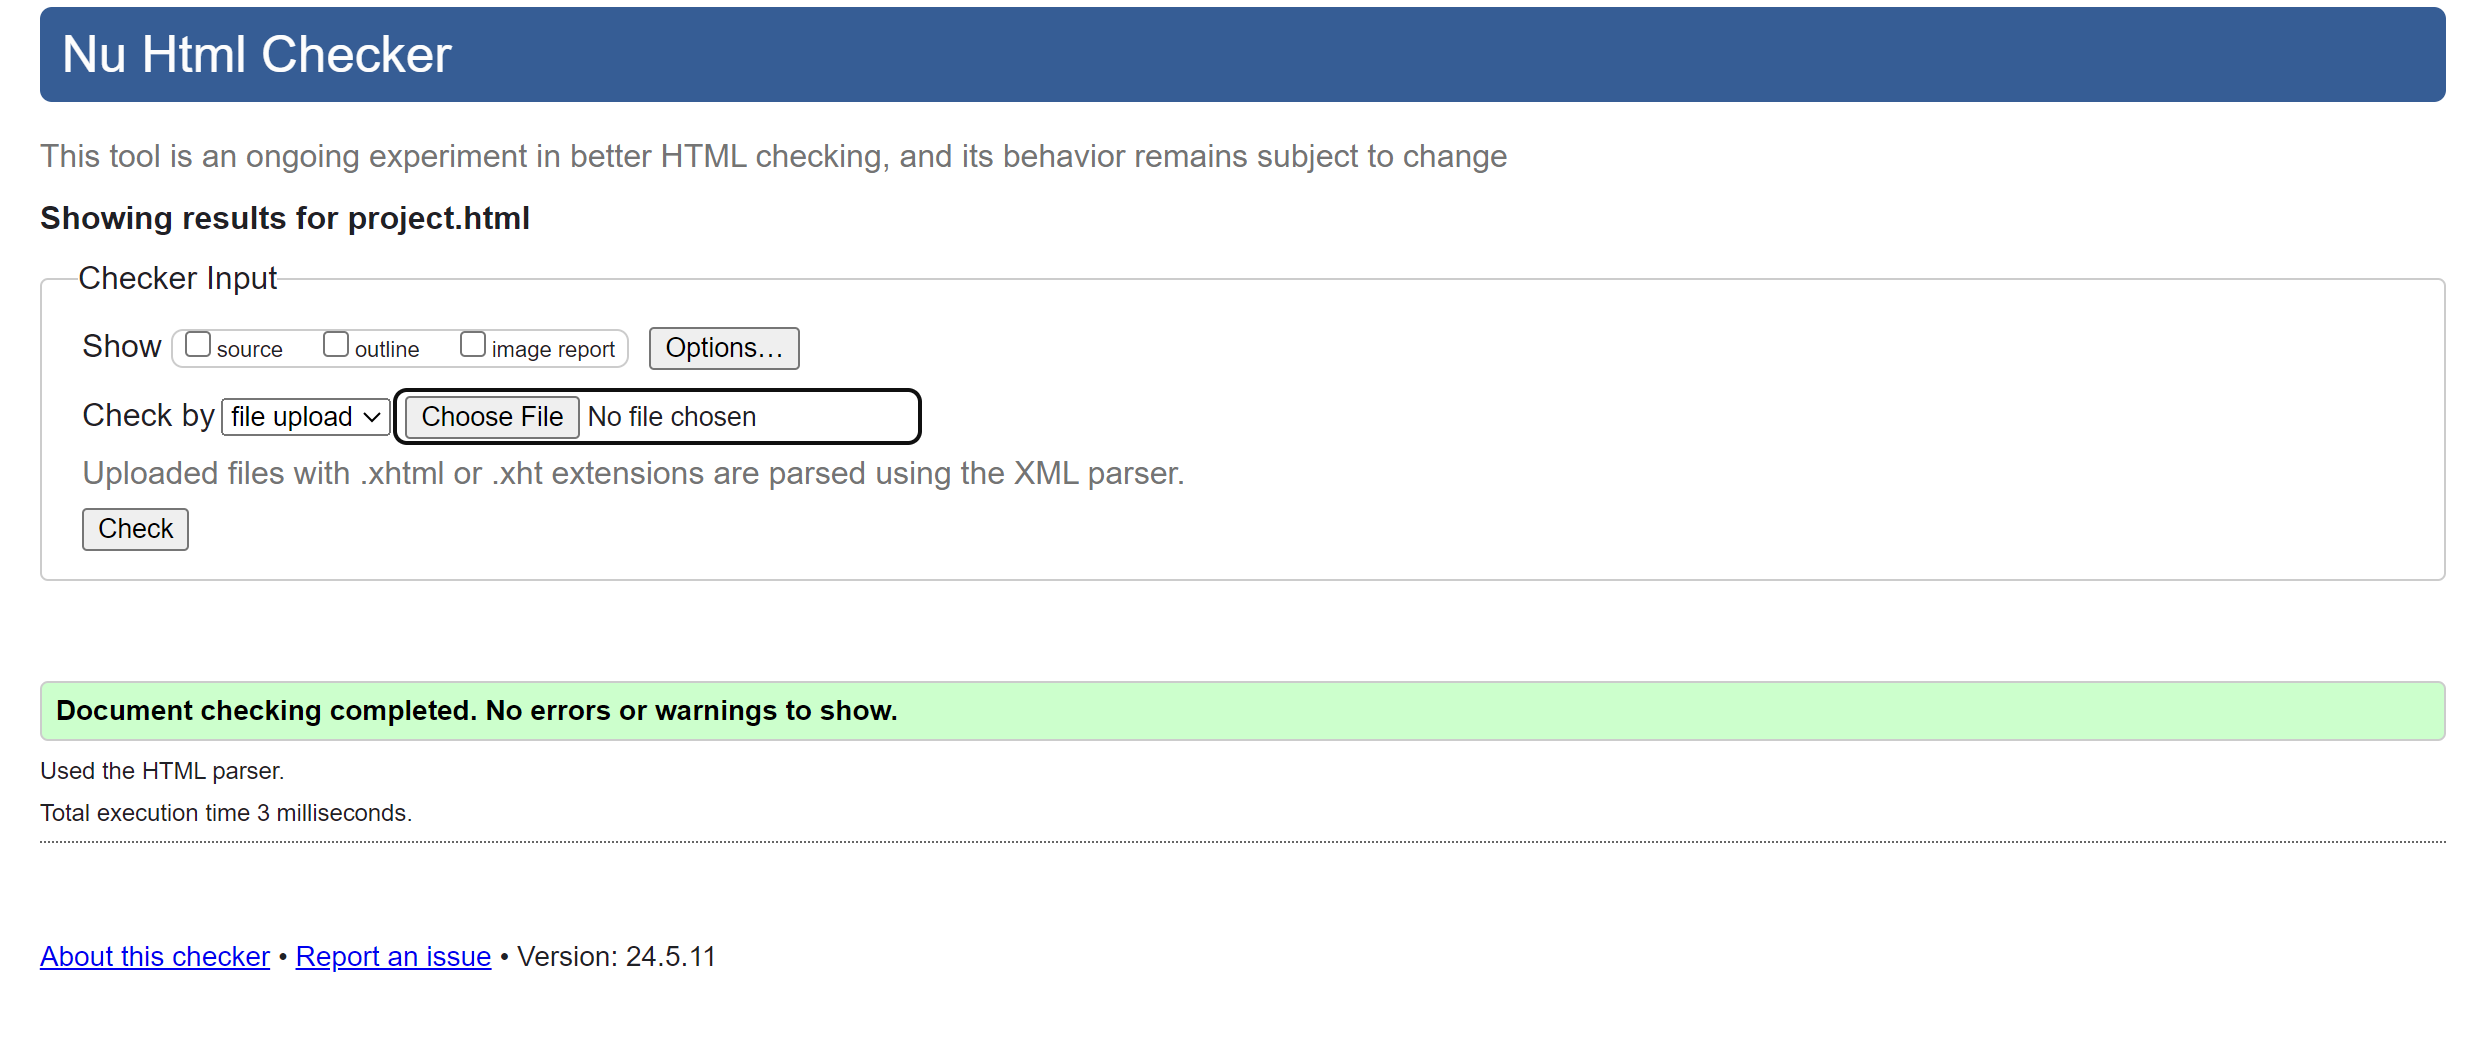 Nu Html Checker
This tool is an ongoing experiment in better HTML checking, and its behavior remains subject to change
Showing results for project.html
Checker Input
Show source outline image report Options...
Check by file upload Choose File No file chosen
Uploaded files with .xhtml or .xht extensions are parsed using the XML parser.
Check
Document checking completed. No errors or warnings to show.
Used the HTML parser.
Total execution time 3 milliseconds.
About this checker • Report an issue • Version: 24.5.11